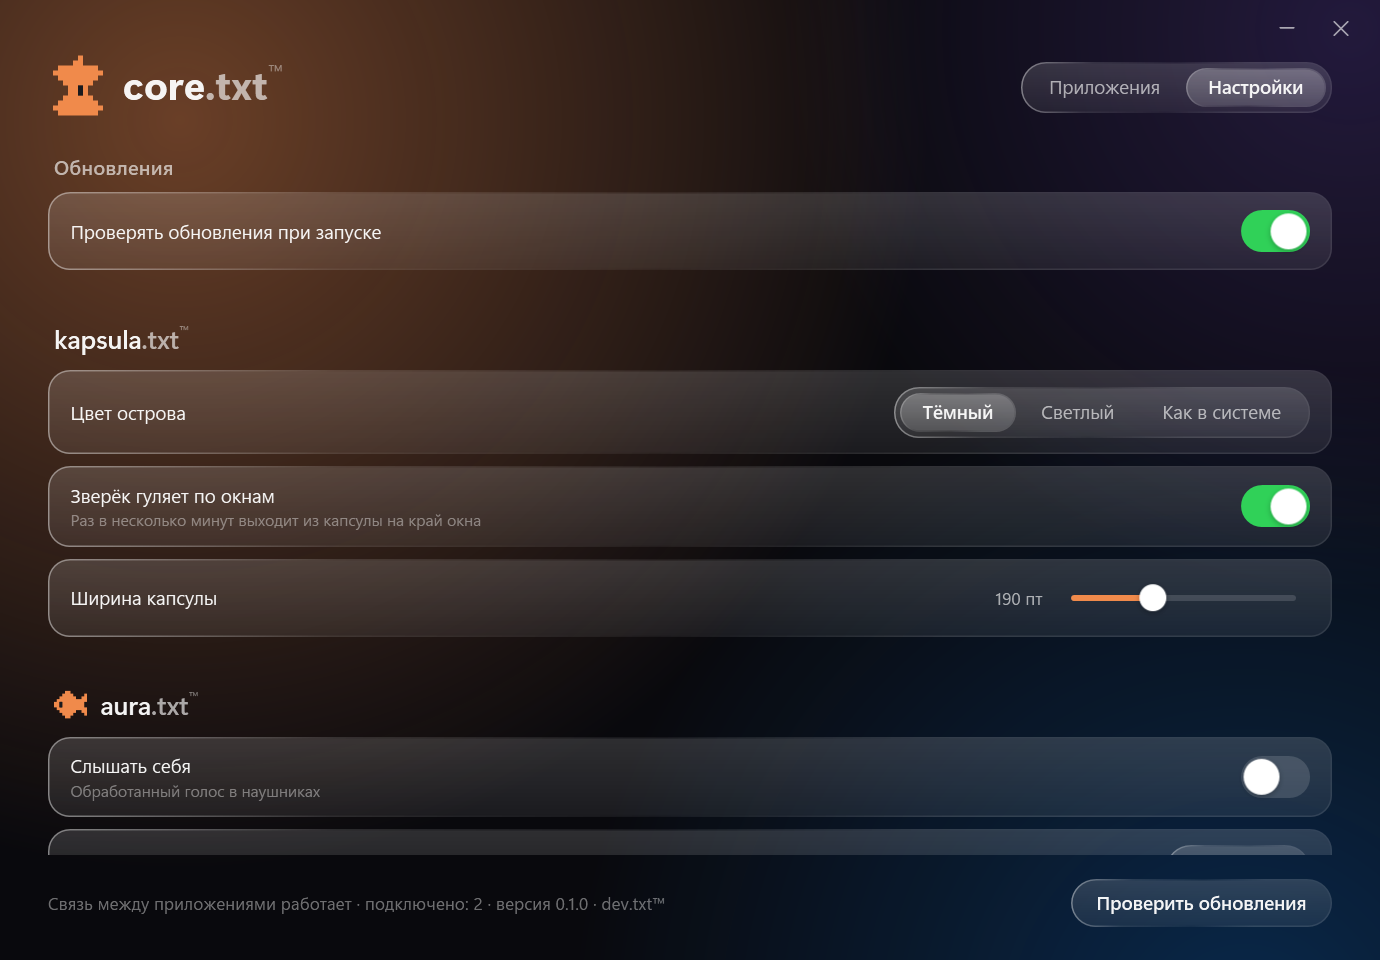 core.txt™
Приложения
Настройки
Обновления
Проверять обновления при запуске
kapsula.txt™
Цвет острова
Тёмный
Светлый
Как в системе
Зверёк гуляет по окнам
Раз в несколько минут выходит из капсулы на край окна
Ширина капсулы
190 пт
aura.txt™
Слышать себя
Обработанный голос в наушниках
Связь между приложениями работает · подключено: 2 · версия 0.1.0 · dev.txt™
Проверить обновления